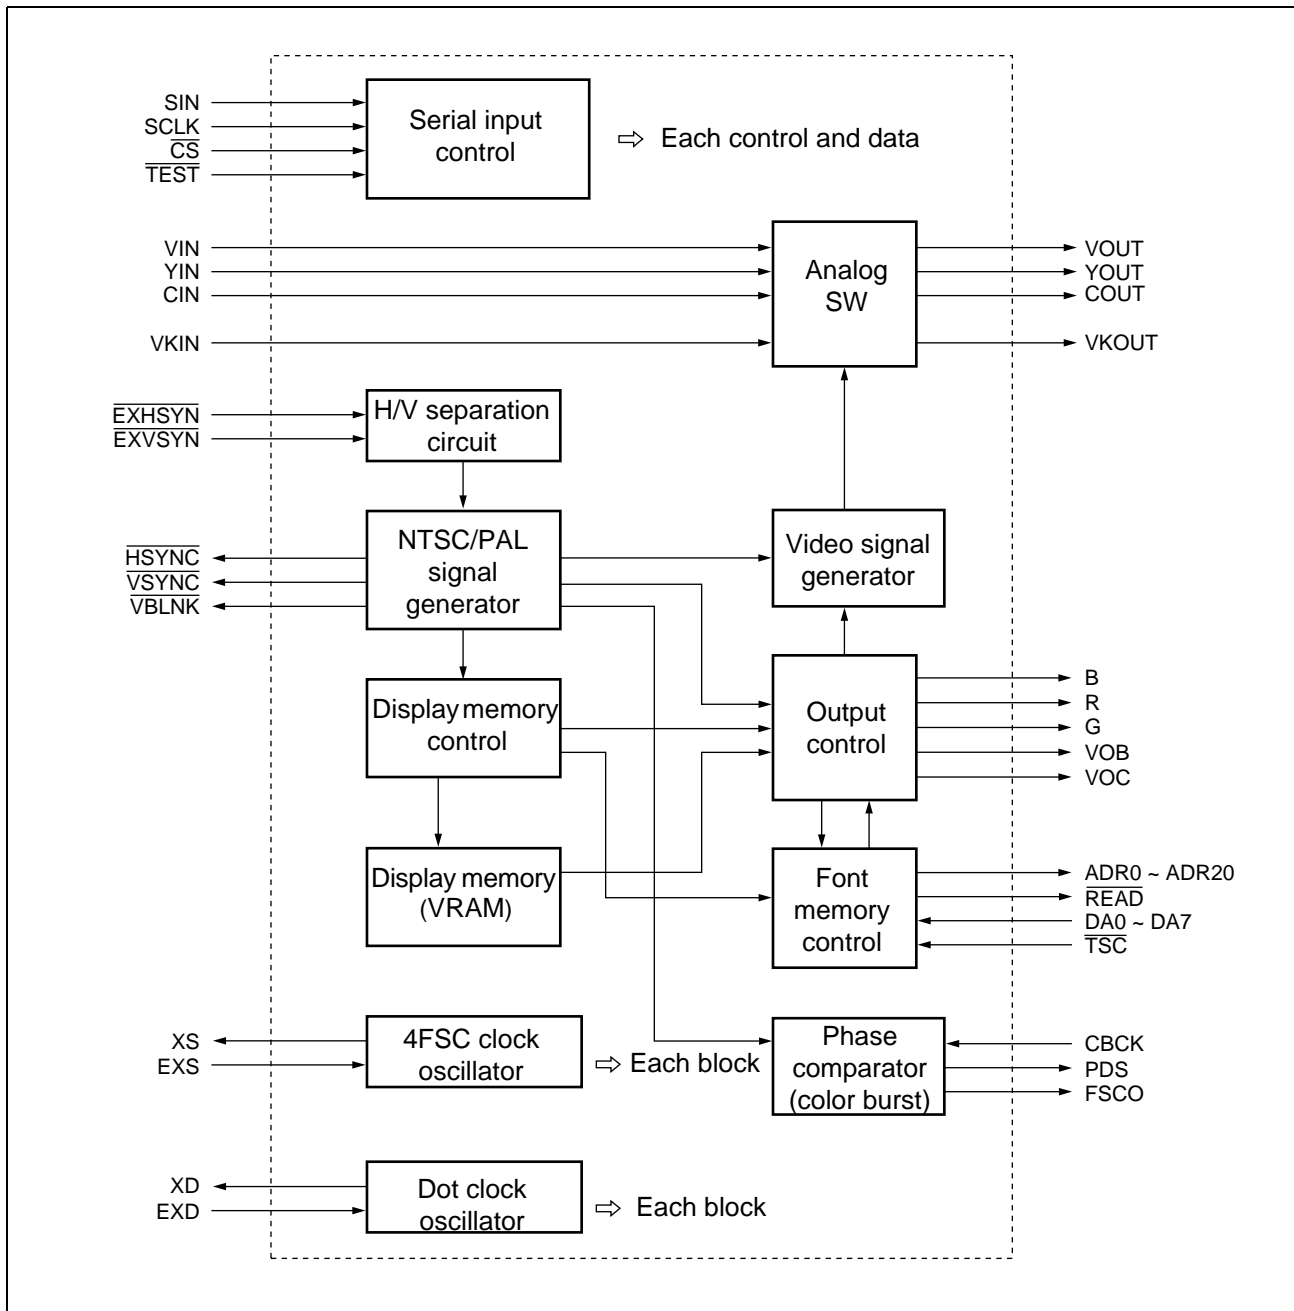 SIN
SCLK
CS
TEST
Serial input
control
Each control and data
VIN
YIN
CIN
VKIN
Analog
SW
VOUT
YOUT
COUT
VKOUT
EXHSYN
EXVSYN
H/V separation
circuit
HSYNC
VSYNC
VBLNK
NTSC/PAL
signal
generator
Video signal
generator
Display memory
control
Output
control
B
R
G
VOB
VOC
Display memory
(VRAM)
Font
memory
control
ADR0 ~ ADR20
READ
DA0 ~ DA7
TSC
XS
EXS
4FSC clock
oscillator
Each block
Phase
comparator
(color burst)
CBCK
PDS
FSCO
XD
EXD
Dot clock
oscillator
Each block